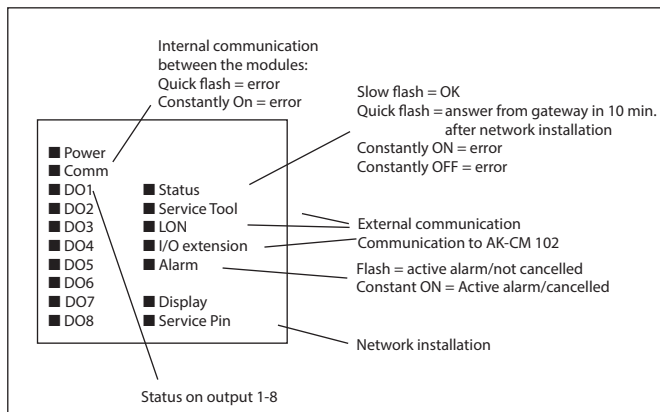 Internal communication
between the modules:
Quick flash = error
Constantly On = error
Slow flash = OK
Quick flash = answer from gateway in 10 min.
after network installation
Constantly ON = error
Constantly OFF = error
Power
Comm
DO1
DO2
DO3
DO4
DO5
DO6
DO7
DO8
Status
Service Tool
LON
I/O extension
Alarm
Display
Service Pin
External communication
Communication to AK-CM 102
Flash = active alarm/not cancelled
Constant ON = Active alarm/cancelled
Network installation
Status on output 1-8